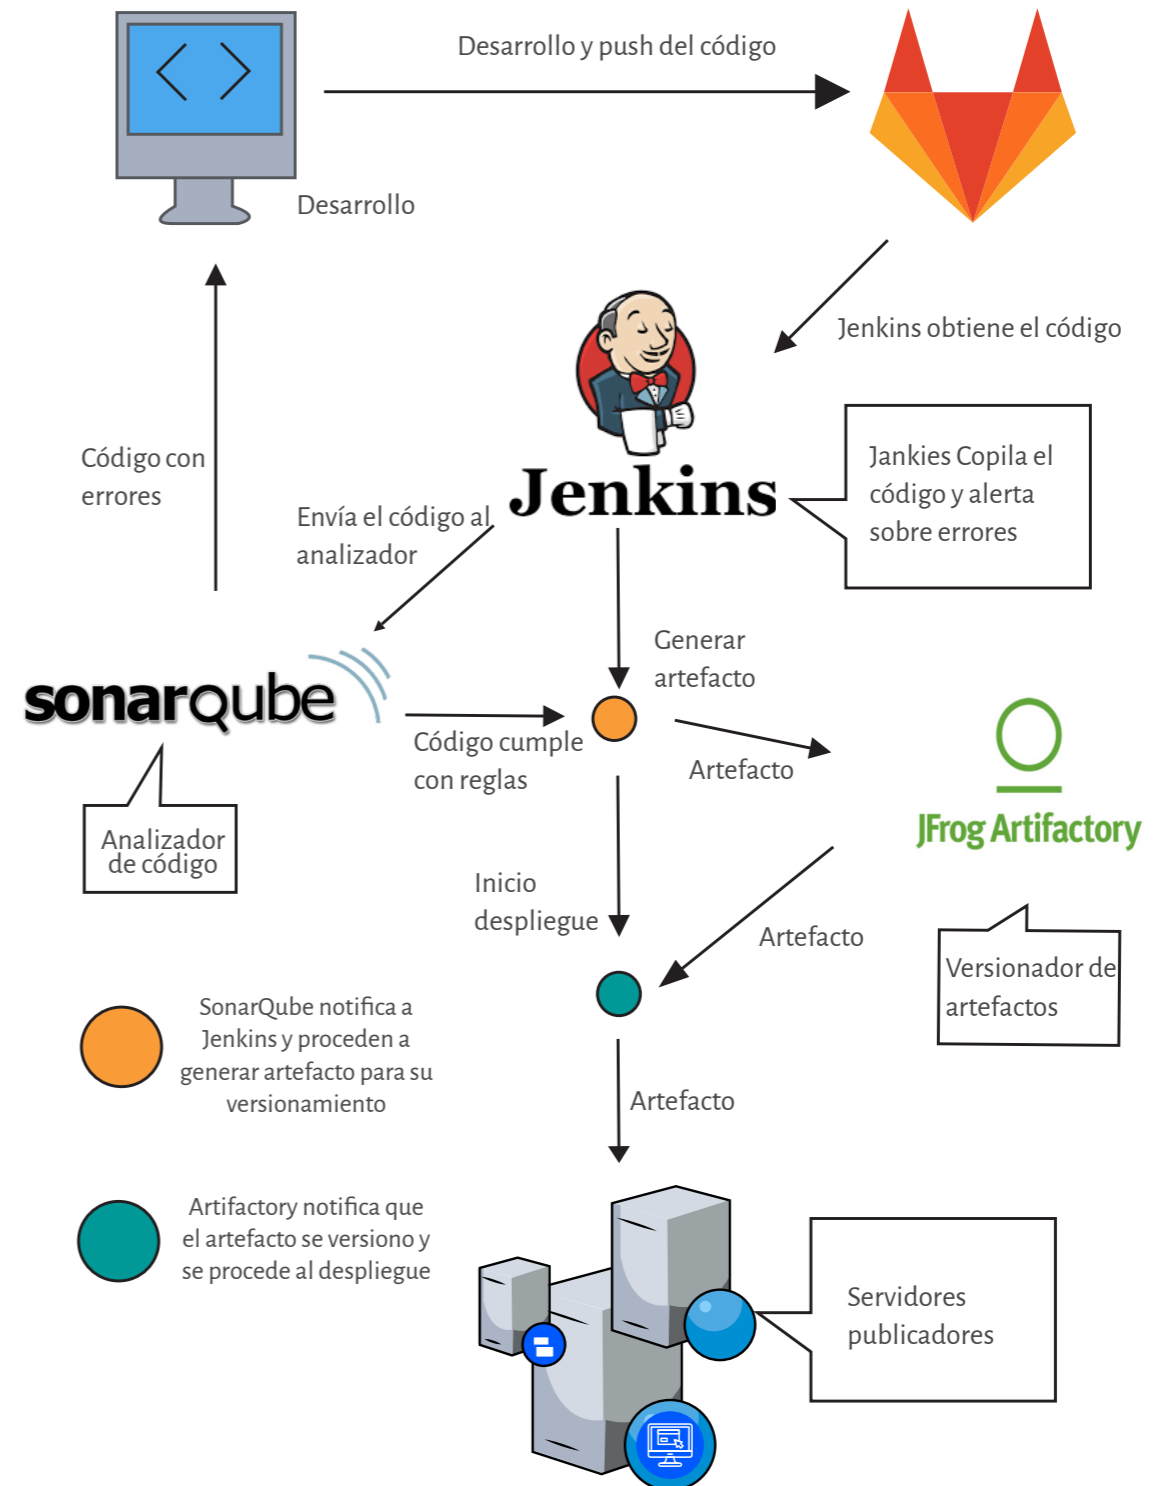 Desarrollo y push del código
Desarrollo
Jenkins obtiene el código
Jenkins
Jankies Copila el
código y alerta
sobre errores
Código con
errores
Envía el código al
analizador
Generar
artefacto
sonarqube
Código cumple
con reglas
Artefacto
JFrog Artifactory
Analizador
de código
Inicio
despliegue
Artefacto
Versionador de
artefactos
SonarQube notifica a
Jenkins y proceden a
generar artefacto para su
versionamiento
Artefacto
Artifactory notifica que
el artefacto se versiono y
se procede al despliegue
Servidores
publicadores